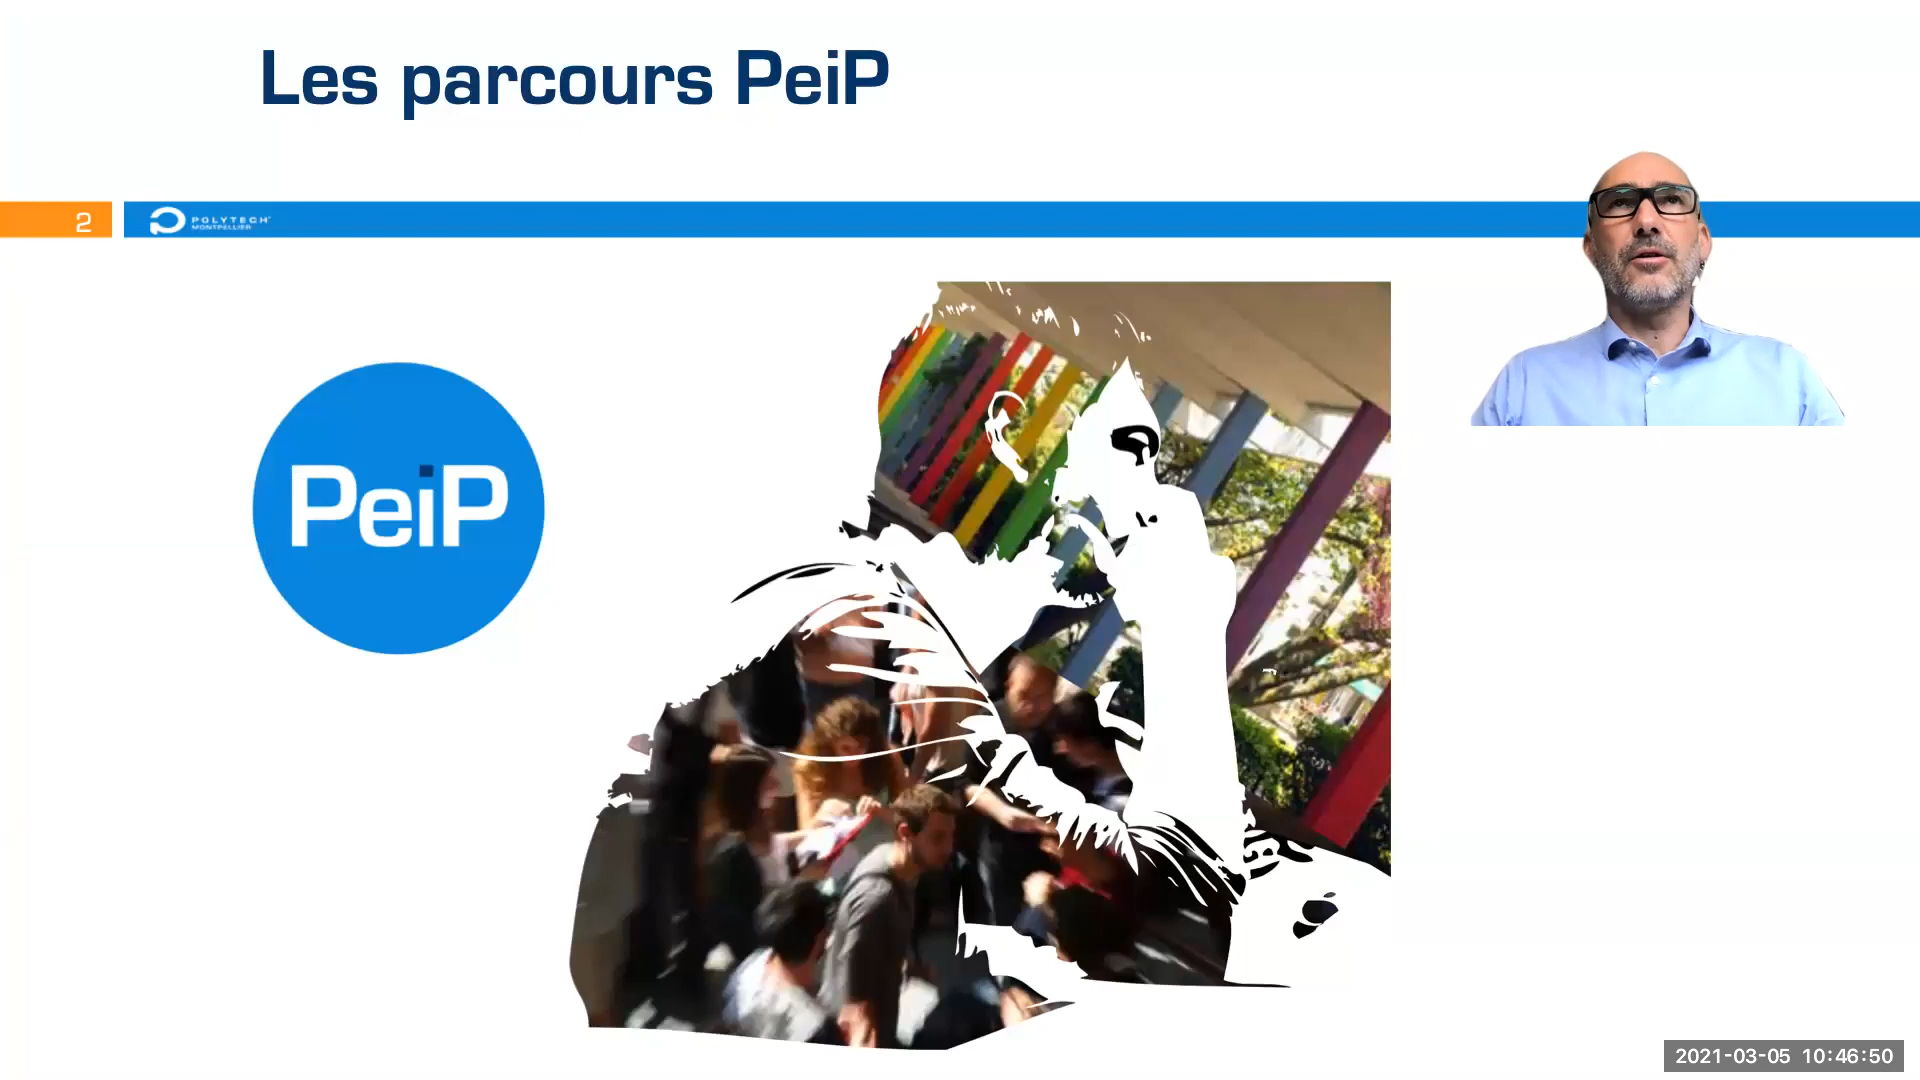 Les parcours PeiP
2
POLYTECH
MONTPELLIER
PeiP
2021-03-05 10:46:50